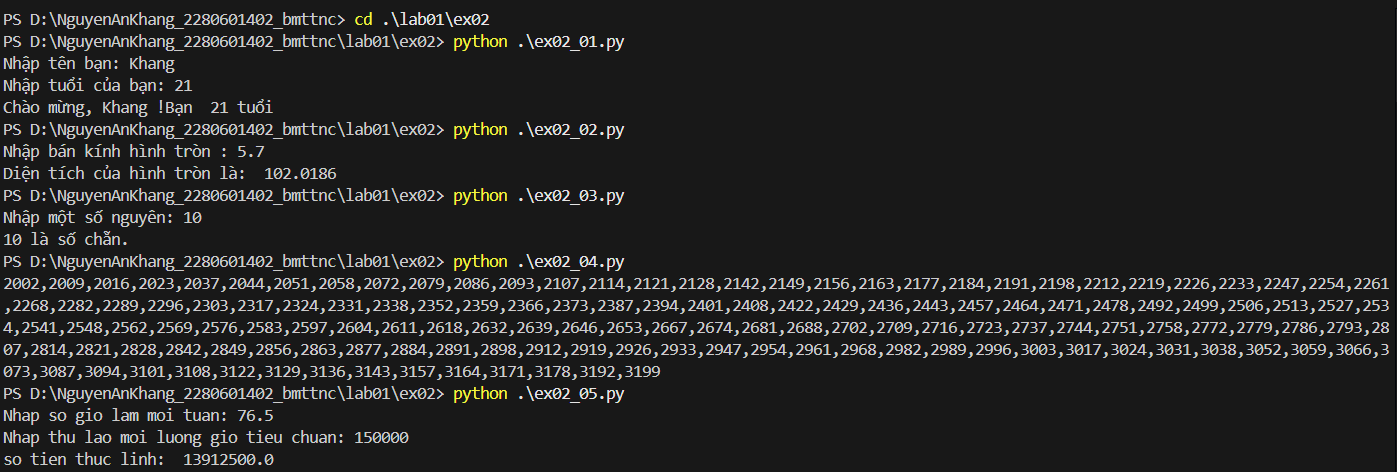 PS D:\NguyenAnKhang_2280601402_bmttnc> cd .\lab01\ex02
PS D:\NguyenAnKhang_2280601402_bmttnc\lab01\ex02> python .\ex02_01.py
Nhập tên bạn: Khang
Nhập tuổi của bạn: 21
Chào mừng, Khang !Bạn  21 tuổi
PS D:\NguyenAnKhang_2280601402_bmttnc\lab01\ex02> python .\ex02_02.py
Nhập bán kính hình tròn : 5.7
Diện tích của hình tròn là:  102.0186
PS D:\NguyenAnKhang_2280601402_bmttnc\lab01\ex02> python .\ex02_03.py
Nhập một số nguyên: 10
10 là số chẵn.
PS D:\NguyenAnKhang_2280601402_bmttnc\lab01\ex02> python .\ex02_04.py
2002,2009,2016,2023,2037,2044,2051,2058,2072,2079,2086,2093,2107,2114,2121,2128,2142,2149,2156,2163,2177,2184,2191,2198,2212,2219,2226,2233,2247,2254,2261
,2268,2282,2289,2296,2303,2317,2324,2331,2338,2352,2359,2366,2373,2387,2394,2401,2408,2422,2429,2436,2443,2457,2464,2471,2478,2492,2499,2506,2513,2527,253
4,2541,2548,2562,2569,2576,2583,2597,2604,2611,2618,2632,2639,2646,2653,2667,2674,2681,2688,2702,2709,2716,2723,2737,2744,2751,2758,2772,2779,2786,2793,28
07,2814,2821,2828,2842,2849,2856,2863,2877,2884,2891,2898,2912,2919,2926,2933,2947,2954,2961,2968,2982,2989,2996,3003,3017,3024,3031,3038,3052,3059,3066,3
073,3087,3094,3101,3108,3122,3129,3136,3143,3157,3164,3171,3178,3192,3199
PS D:\NguyenAnKhang_2280601402_bmttnc\lab01\ex02> python .\ex02_05.py
Nhap so gio lam moi tuan: 76.5
Nhap thu lao moi luong gio tieu chuan: 150000
so tien thuc linh:  13912500.0